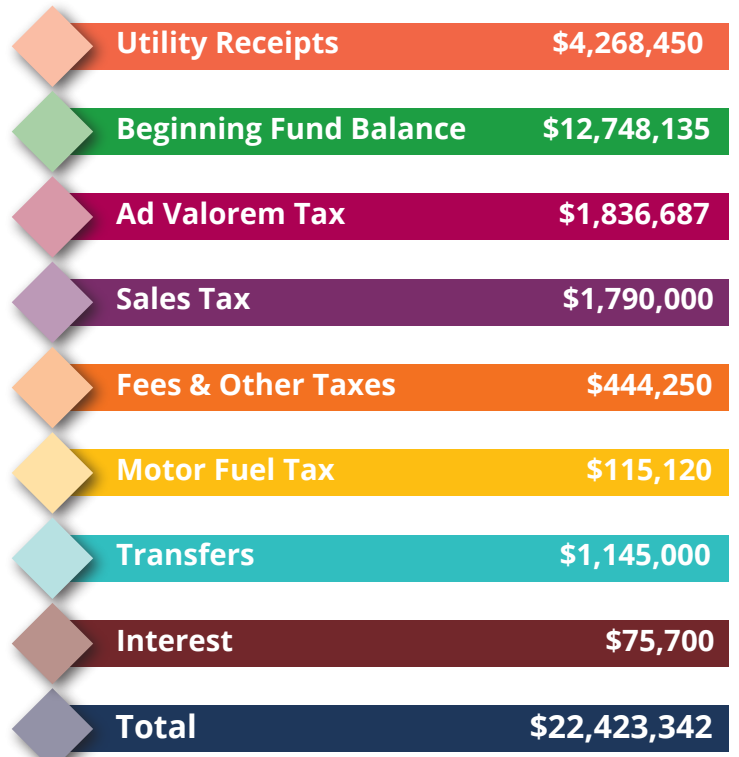 Utility Receipts $4,268,450
Beginning Fund Balance $12,748,135
Ad Valorem Tax $1,836,687
Sales Tax $1,790,000
Fees & Other Taxes $444,250
Motor Fuel Tax $115,120
Transfers $1,145,000
Interest $75,700
Total $22,423,342